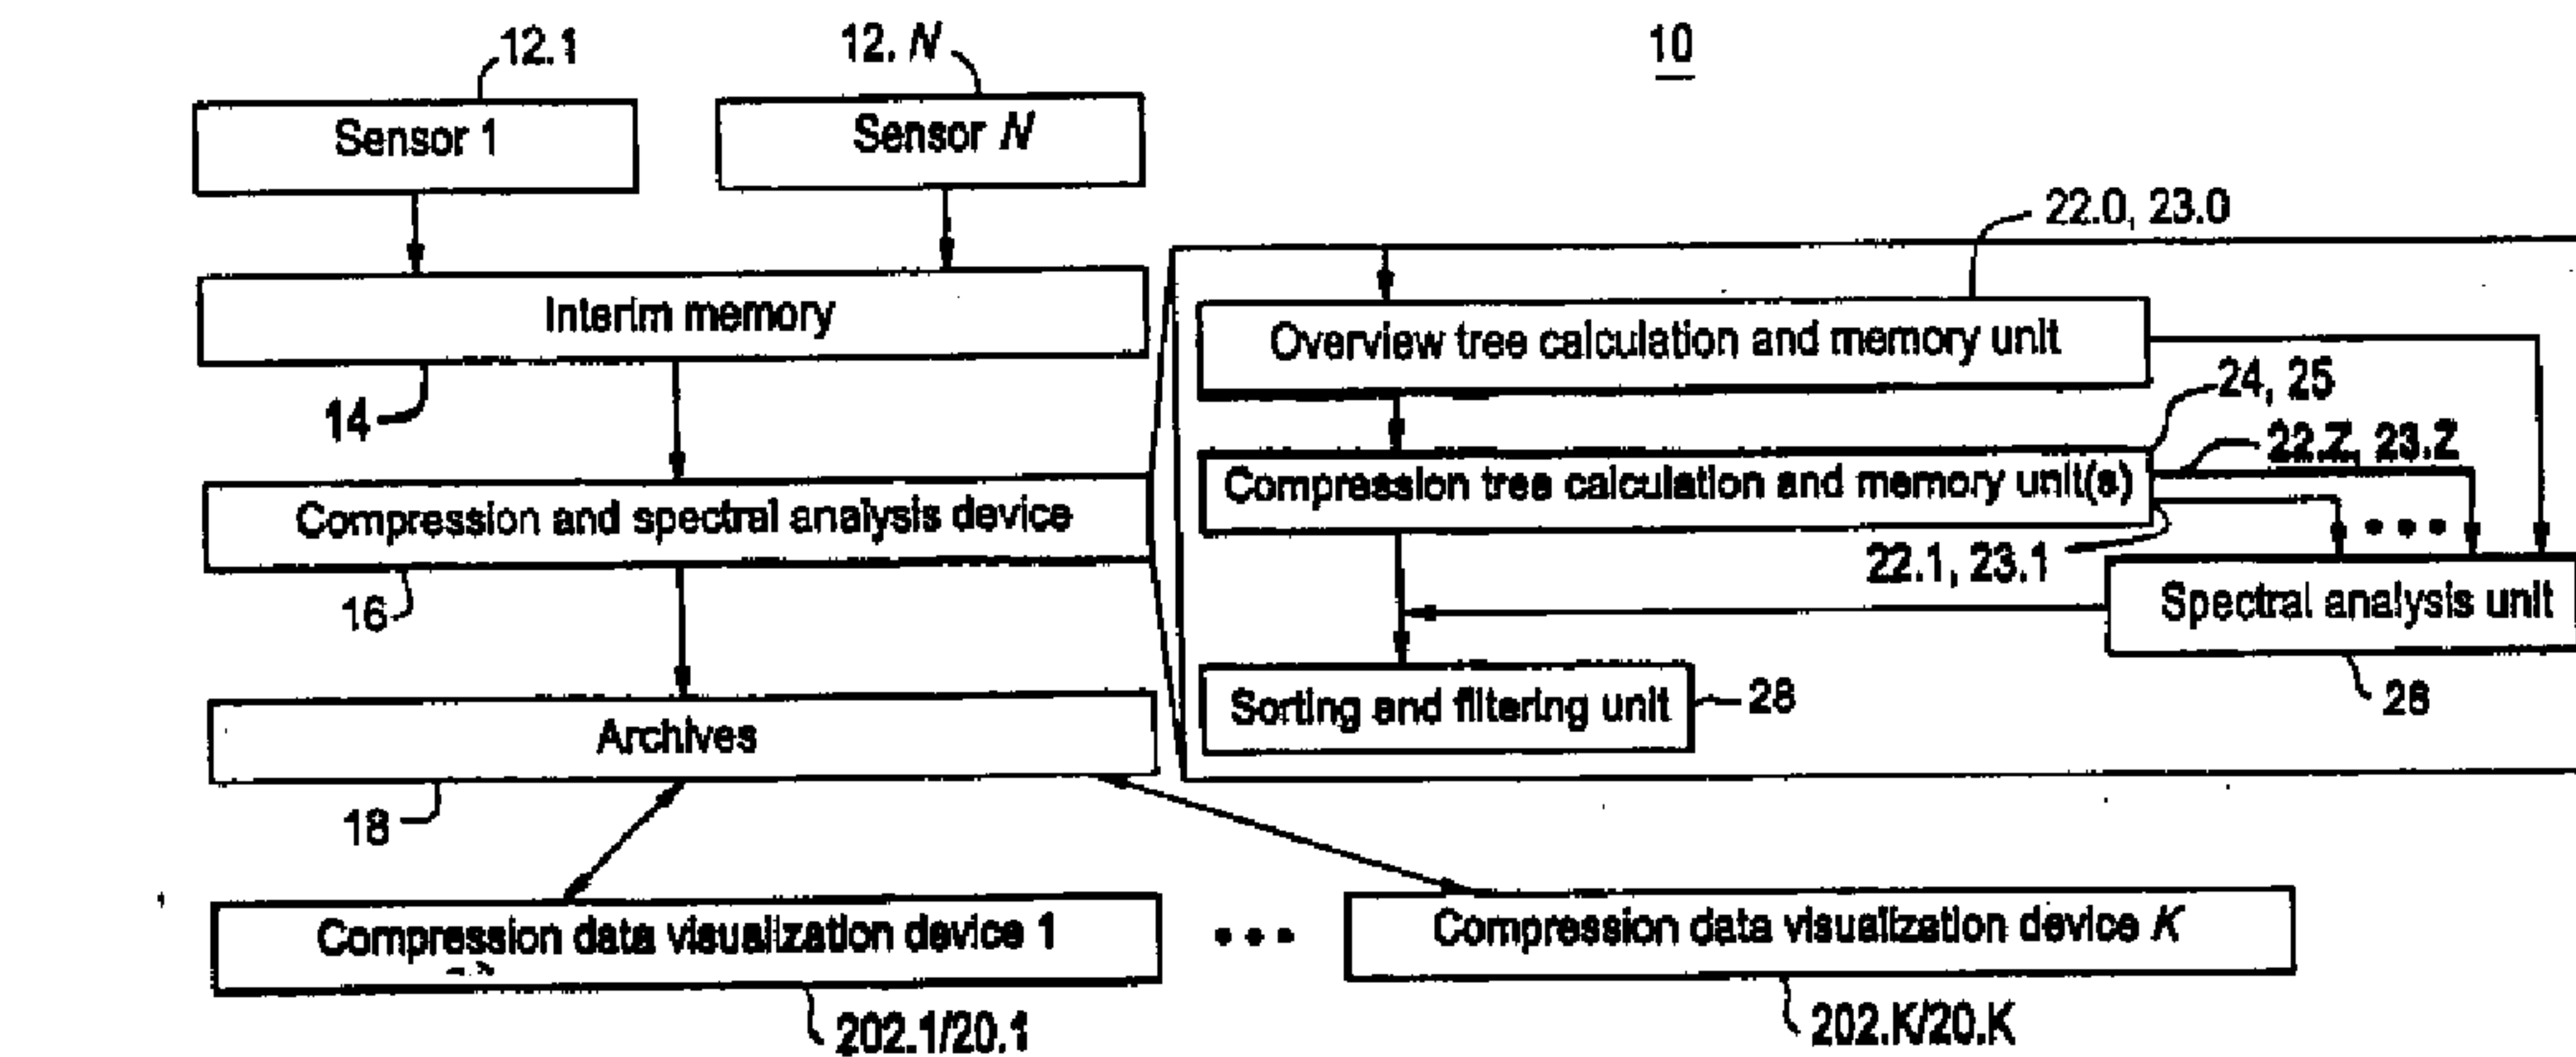 12.1
12. N
10
Sensor 1
Sensor N
22.0, 23.0
Interim memory
Overview tree calculation and memory unit
14
24, 25
22.Z, 23.Z
Compression tree calculation and memory unit(s)
Compression and spectral analysis device
22.1, 23.1
16
Spectral analysis unit
26
Sorting and filtering unit
28
Archives
18
Compression data visualization device 1
Compression data visualization device K
202.1/20.1
202.K/20.K